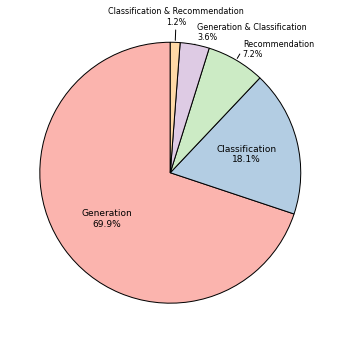 Classification & Recommendation
1.2%
Generation & Classification
3.6%
Recommendation
7.2%
Classification
18.1%
Generation
69.9%